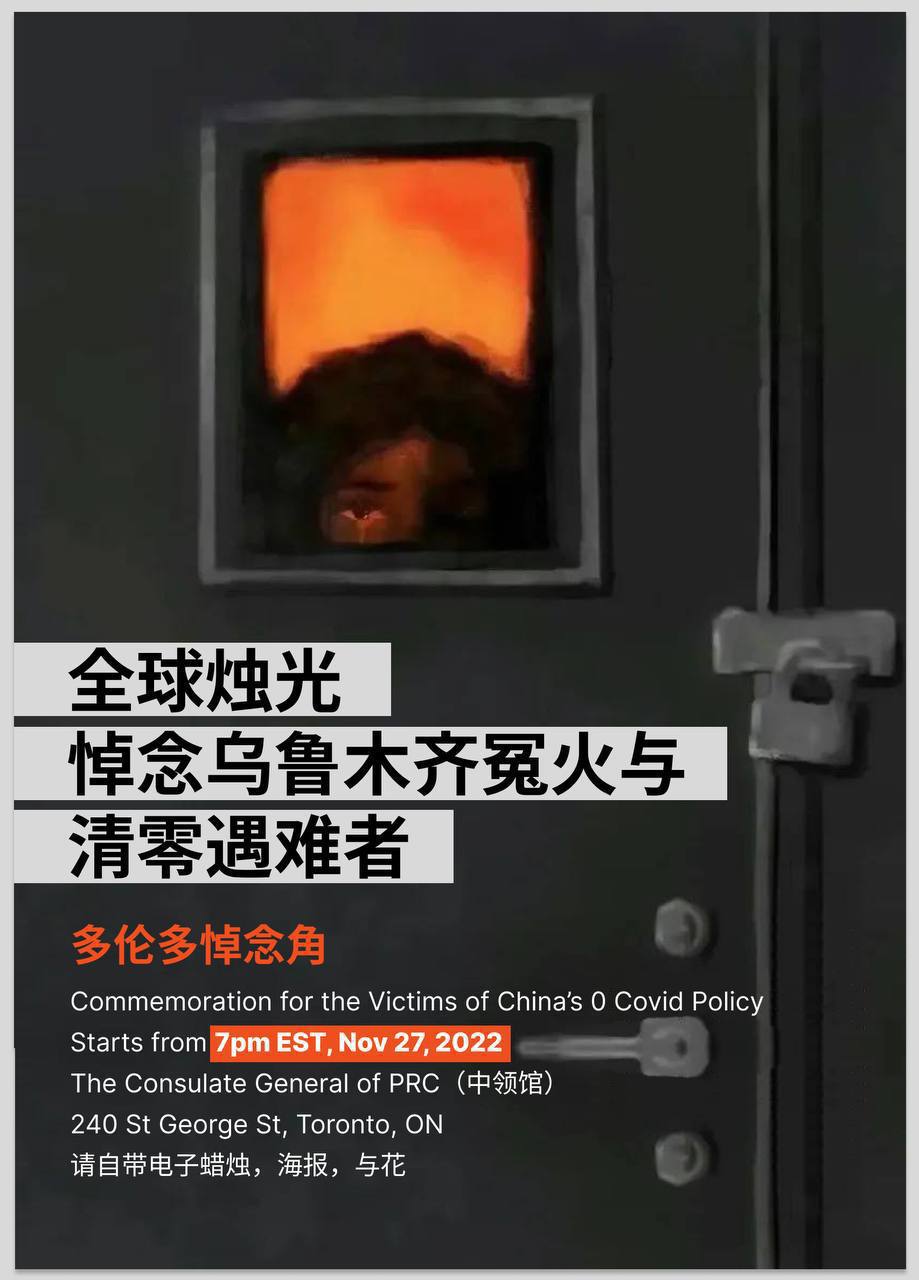 全球烛光
悼念乌鲁木齐冤火与
清零遇难者
多伦多悼念角
Commemoration for the Victims of China’s 0 Covid Policy
Starts from 7pm EST, Nov 27, 2022
The Consulate General of PRC（中领馆）
240 St George St, Toronto, ON
请自带电子蜡烛，海报，与花